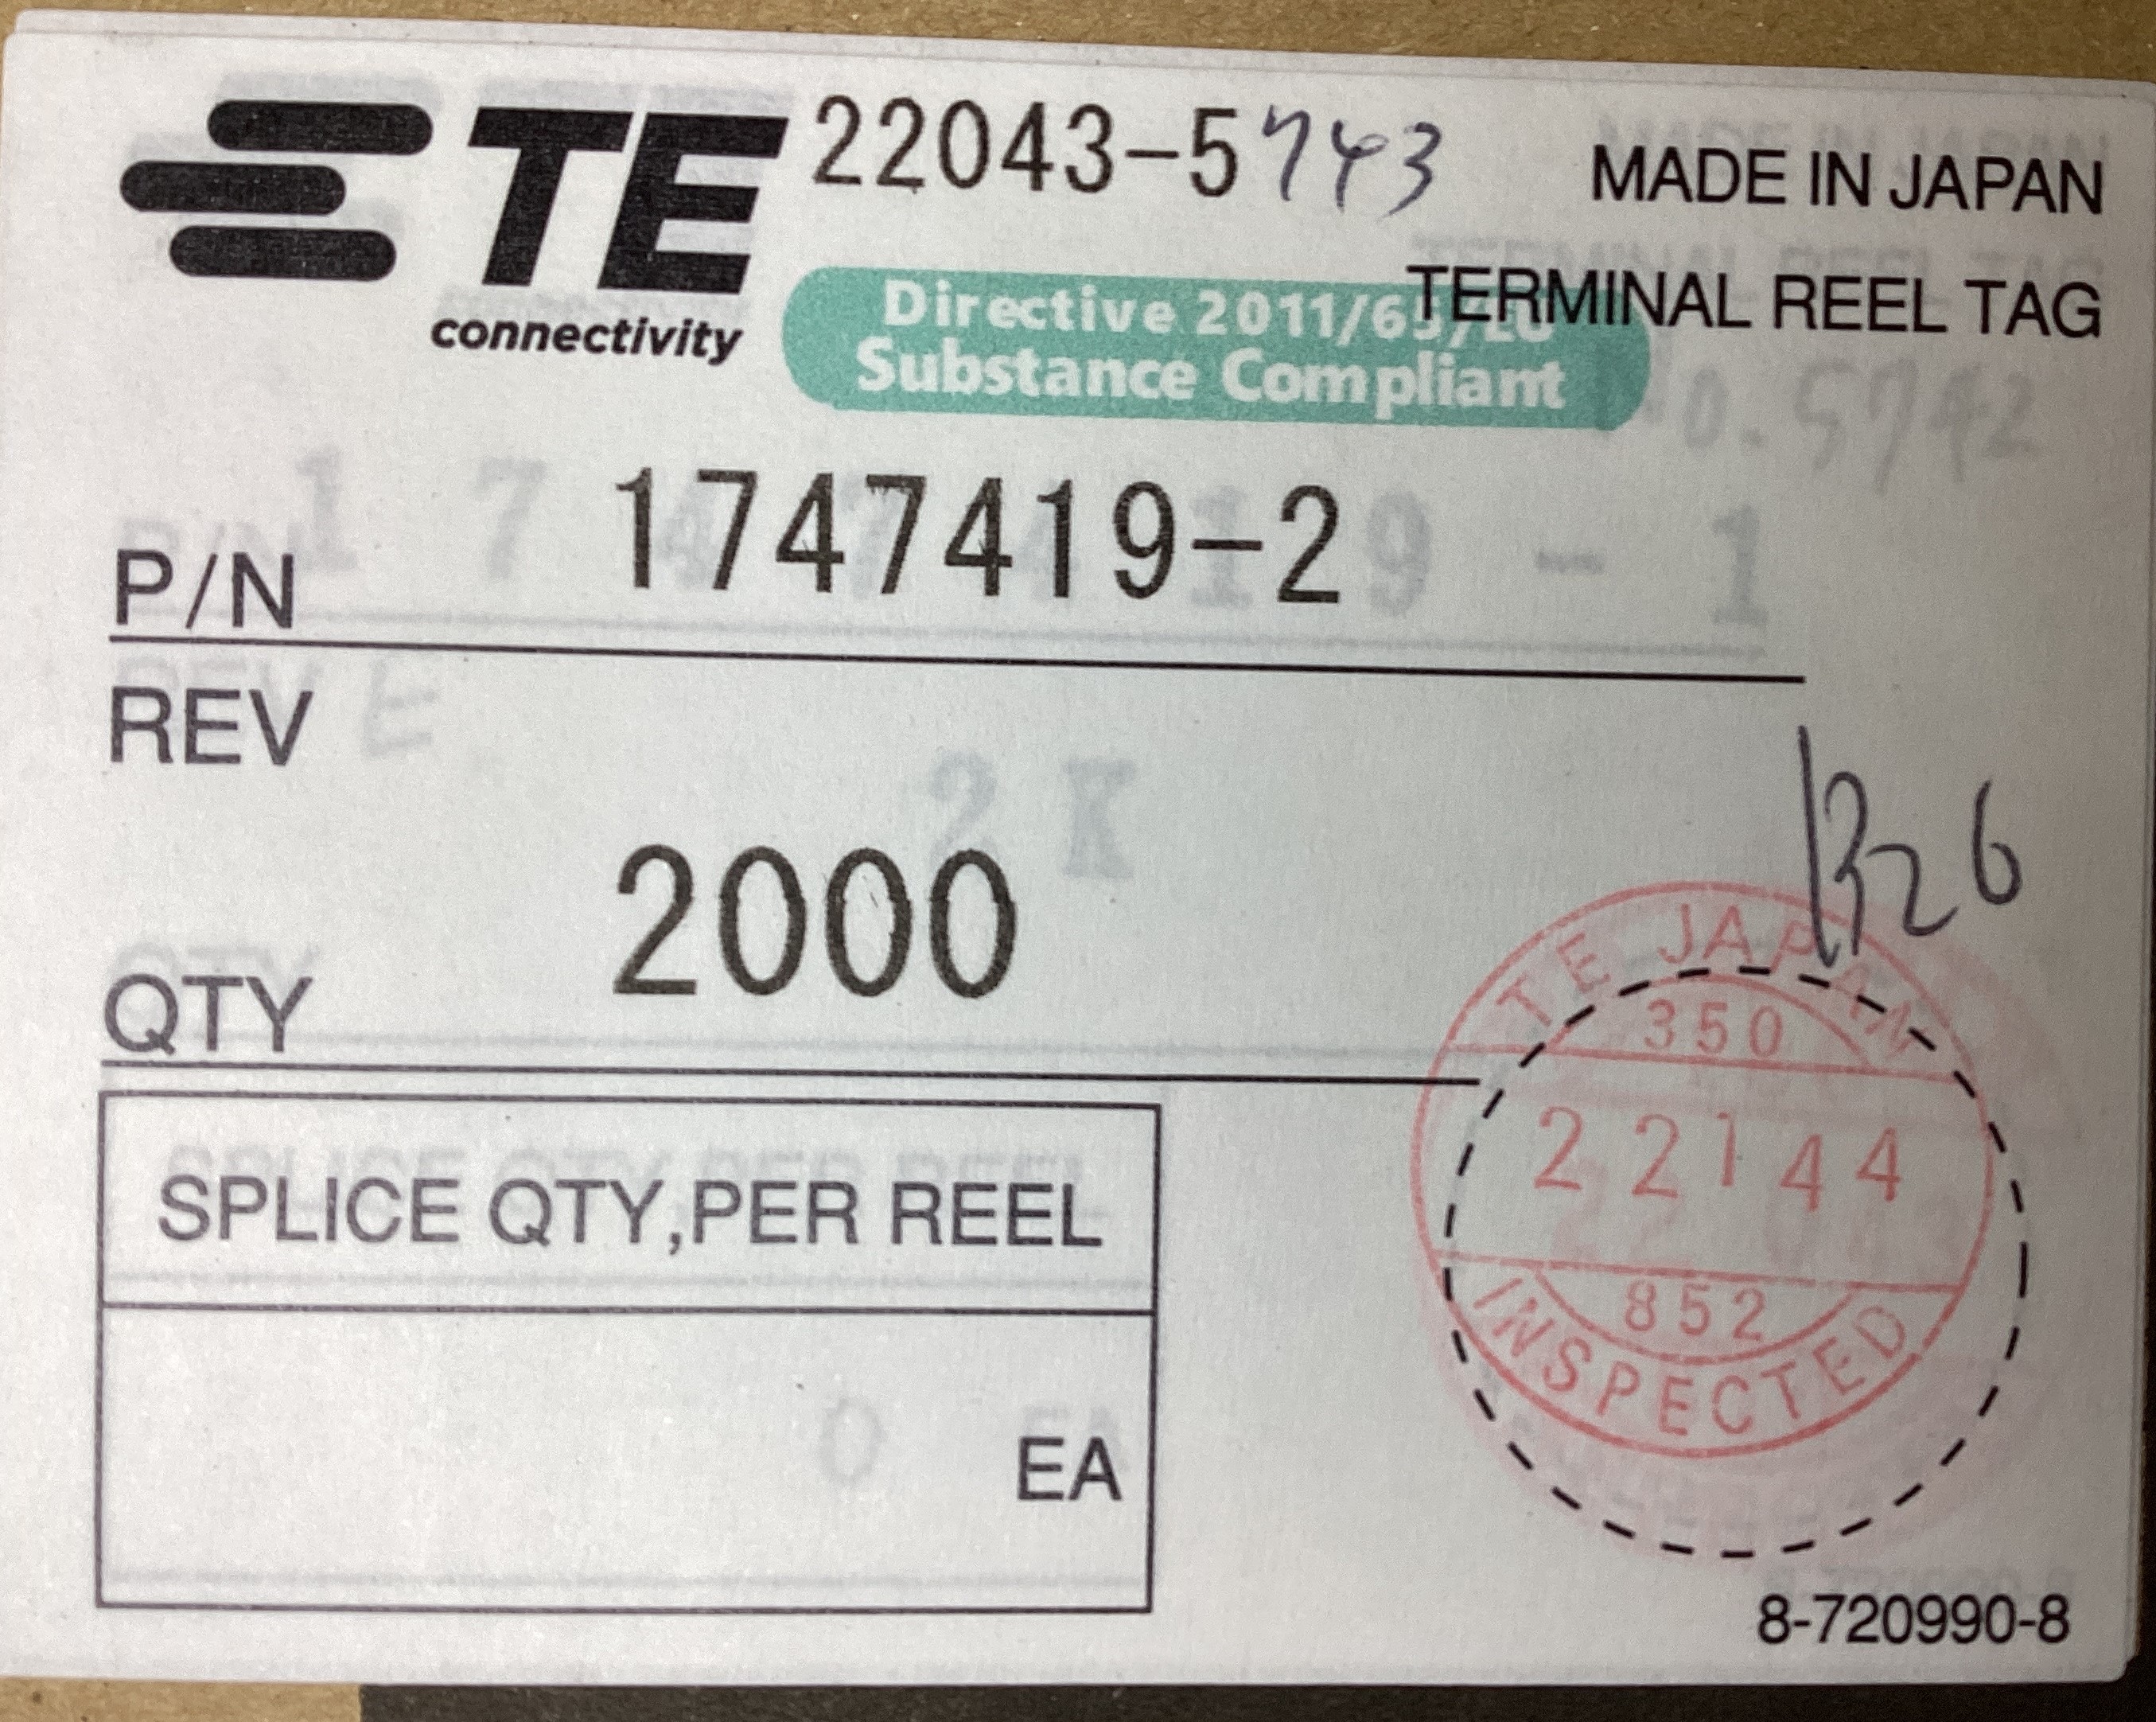 TE 22043-5743
connectivity
MADE IN JAPAN
Directive 2011/65/EU
Substance Compliant
TERMINAL REEL TAG
P/N 1747419-2
REV
QTY 2000
SPLICE QTY,PER REEL
EA
TE JAPAN
350
22144
852
INSPECTED
8-720990-8